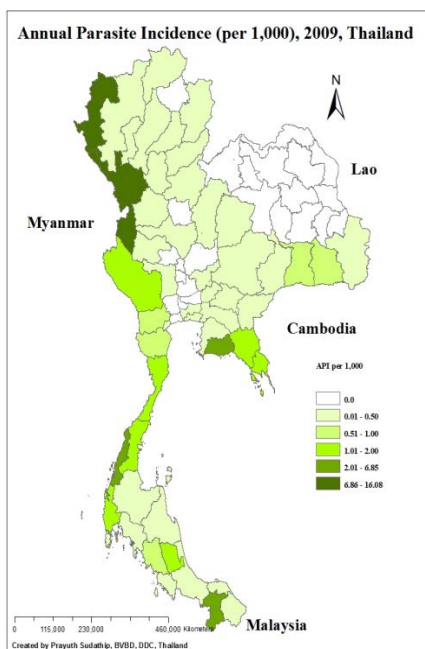 Annual Parasite Incidence (per 1,000), 2009, Thailand
N
Lao
Myanmar
Cambodia
API per 1,000
0.0
0.01 - 0.50
0.51 - 1.00
1.01 - 2.00
2.01 - 6.85
6.86 - 16.08
0 115,000 230,000 460,000 Kilometers
Malaysia
Created by Prayuth Sudathip, BVBD, DDC, Thailand